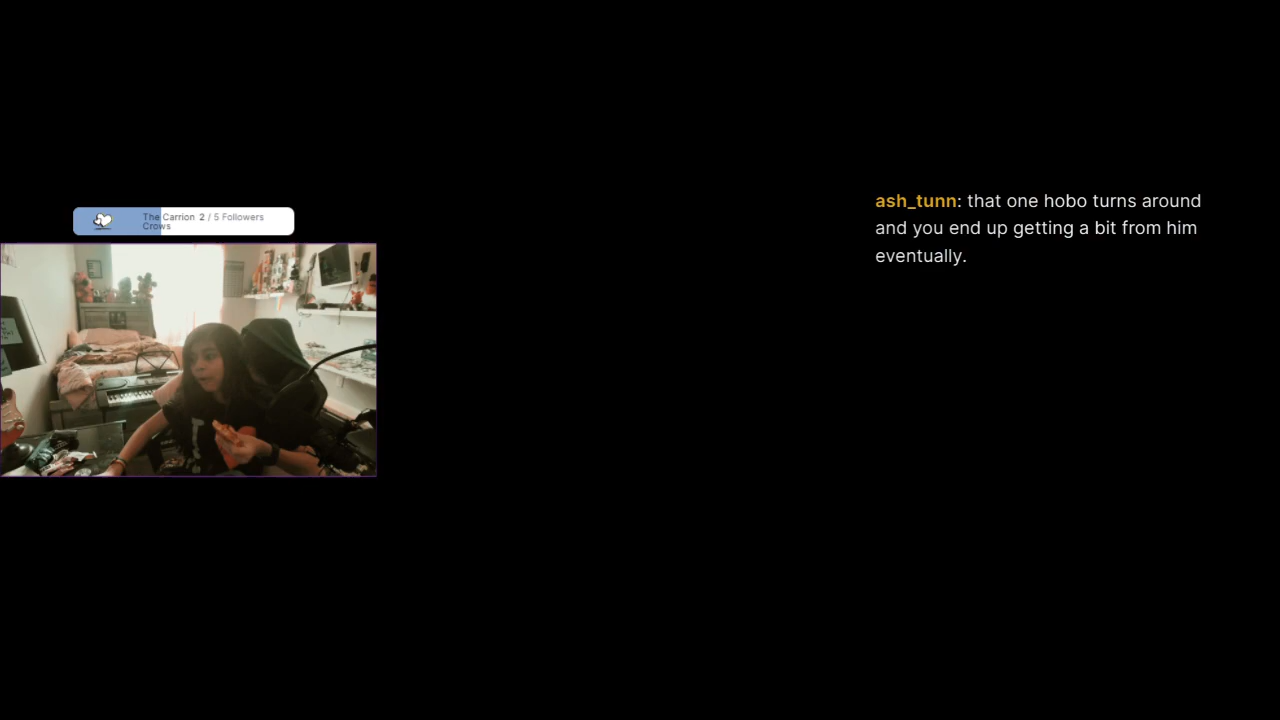 The Carrion 2 / 5 Followers
Crows
ash_tunn: that one hobo turns around
and you end up getting a bit from him
eventually.